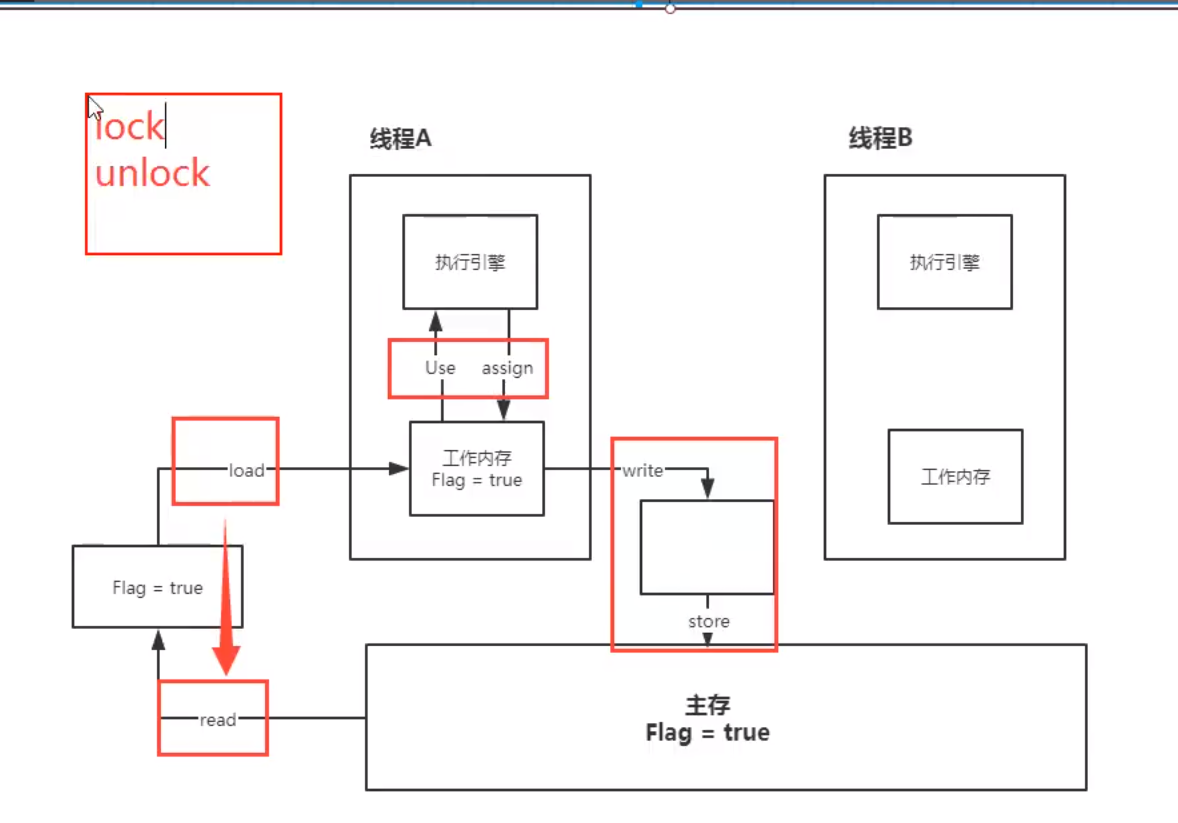 lock
unlock
线程A
线程B
执行引擎
执行引擎
Use
assign
load
工作内存
Flag = true
write
工作内存
Flag = true
store
read
主存
Flag = true